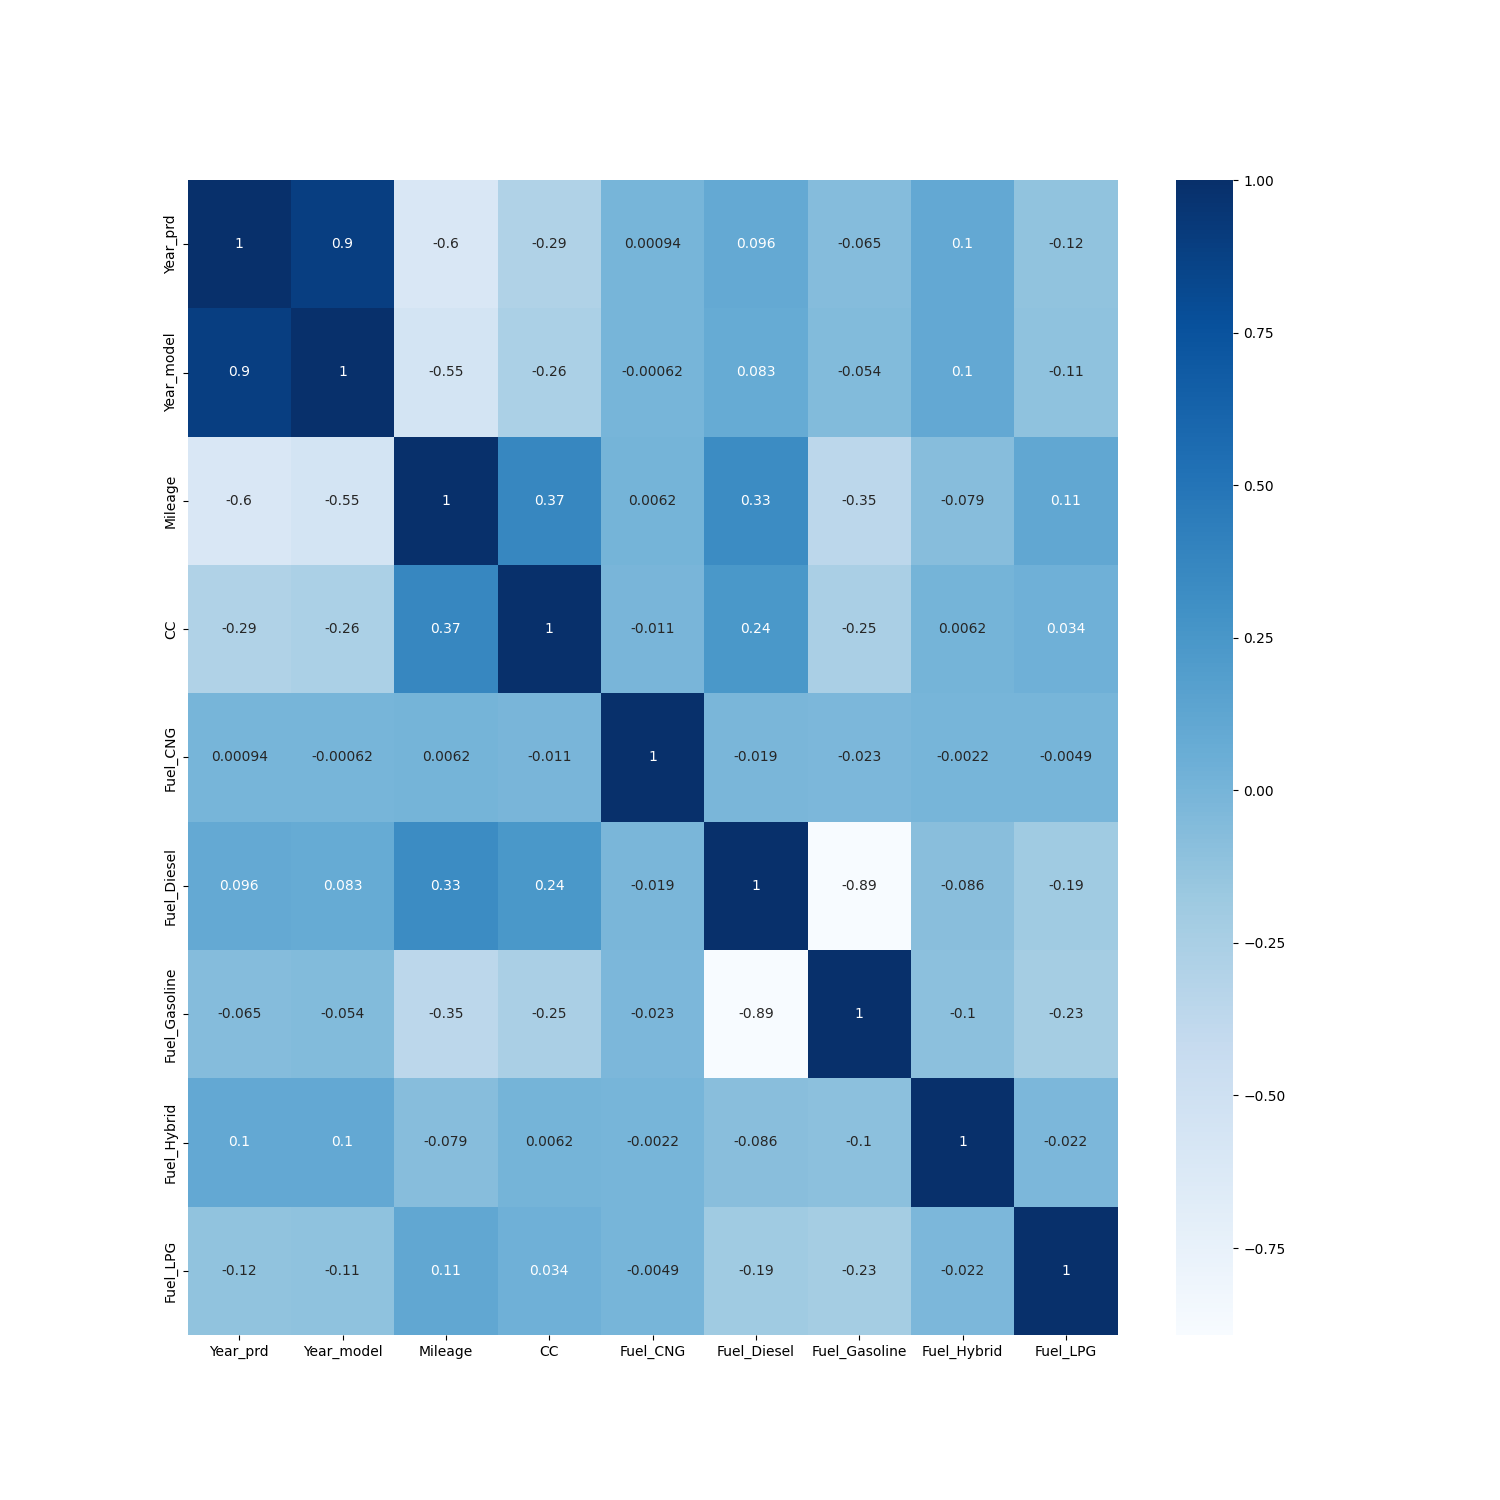 Year_prd 1 0.9 -0.6 -0.29 0.00094 0.096 -0.065 0.1 -0.12
Year_model 0.9 1 -0.55 -0.26 -0.00062 0.083 -0.054 0.1 -0.11
Mileage -0.6 -0.55 1 0.37 0.0062 0.33 -0.35 -0.079 0.11
CC -0.29 -0.26 0.37 1 -0.011 0.24 -0.25 0.0062 0.034
Fuel_CNG 0.00094 -0.00062 0.0062 -0.011 1 -0.019 -0.023 -0.0022 -0.0049
Fuel_Diesel 0.096 0.083 0.33 0.24 -0.019 1 -0.89 -0.086 -0.19
Fuel_Gasoline -0.065 -0.054 -0.35 -0.25 -0.023 -0.89 1 -0.1 -0.23
Fuel_Hybrid 0.1 0.1 -0.079 0.0062 -0.0022 -0.086 -0.1 1 -0.022
Fuel_LPG -0.12 -0.11 0.11 0.034 -0.0049 -0.19 -0.23 -0.022 1
Year_prd Year_model Mileage CC Fuel_CNG Fuel_Diesel Fuel_Gasoline Fuel_Hybrid Fuel_LPG
1.00
0.75
0.50
0.25
0.00
−0.25
−0.50
−0.75